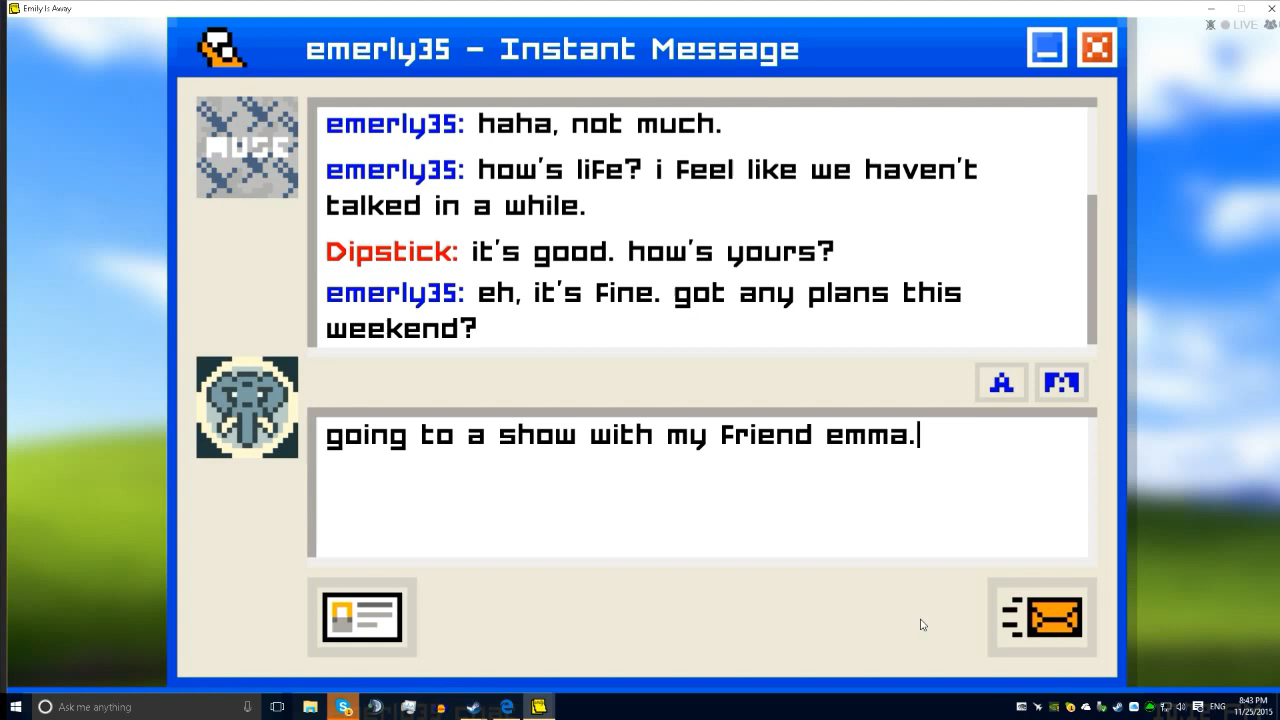 Emily Is Away
LIVE
emerly35 - Instant Message
MUSE
emerly35: haha, not much.
emerly35: how's life? i feel like we haven't
talked in a while.
Dipstick: it's good. how's yours?
emerly35: eh, it's fine. got any plans this
weekend?
A
going to a show with my friend emma.
Ask me anything
ENG
8:43 PM
11/25/2015